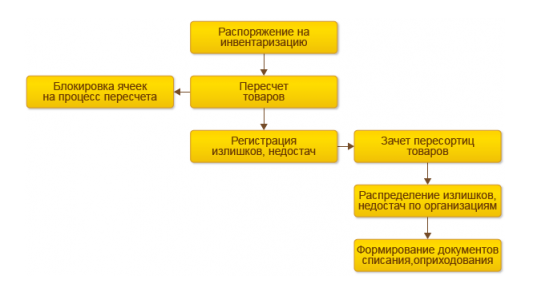 Распоряжение на
инвентаризацию
Блокировка ячеек
на процесс пересчета
Пересчет
товаров
Регистрация
излишков, недостач
Зачет пересортиц
товаров
Распределение излишков,
недостач по организациям
Формирование документов
списания,оприходования